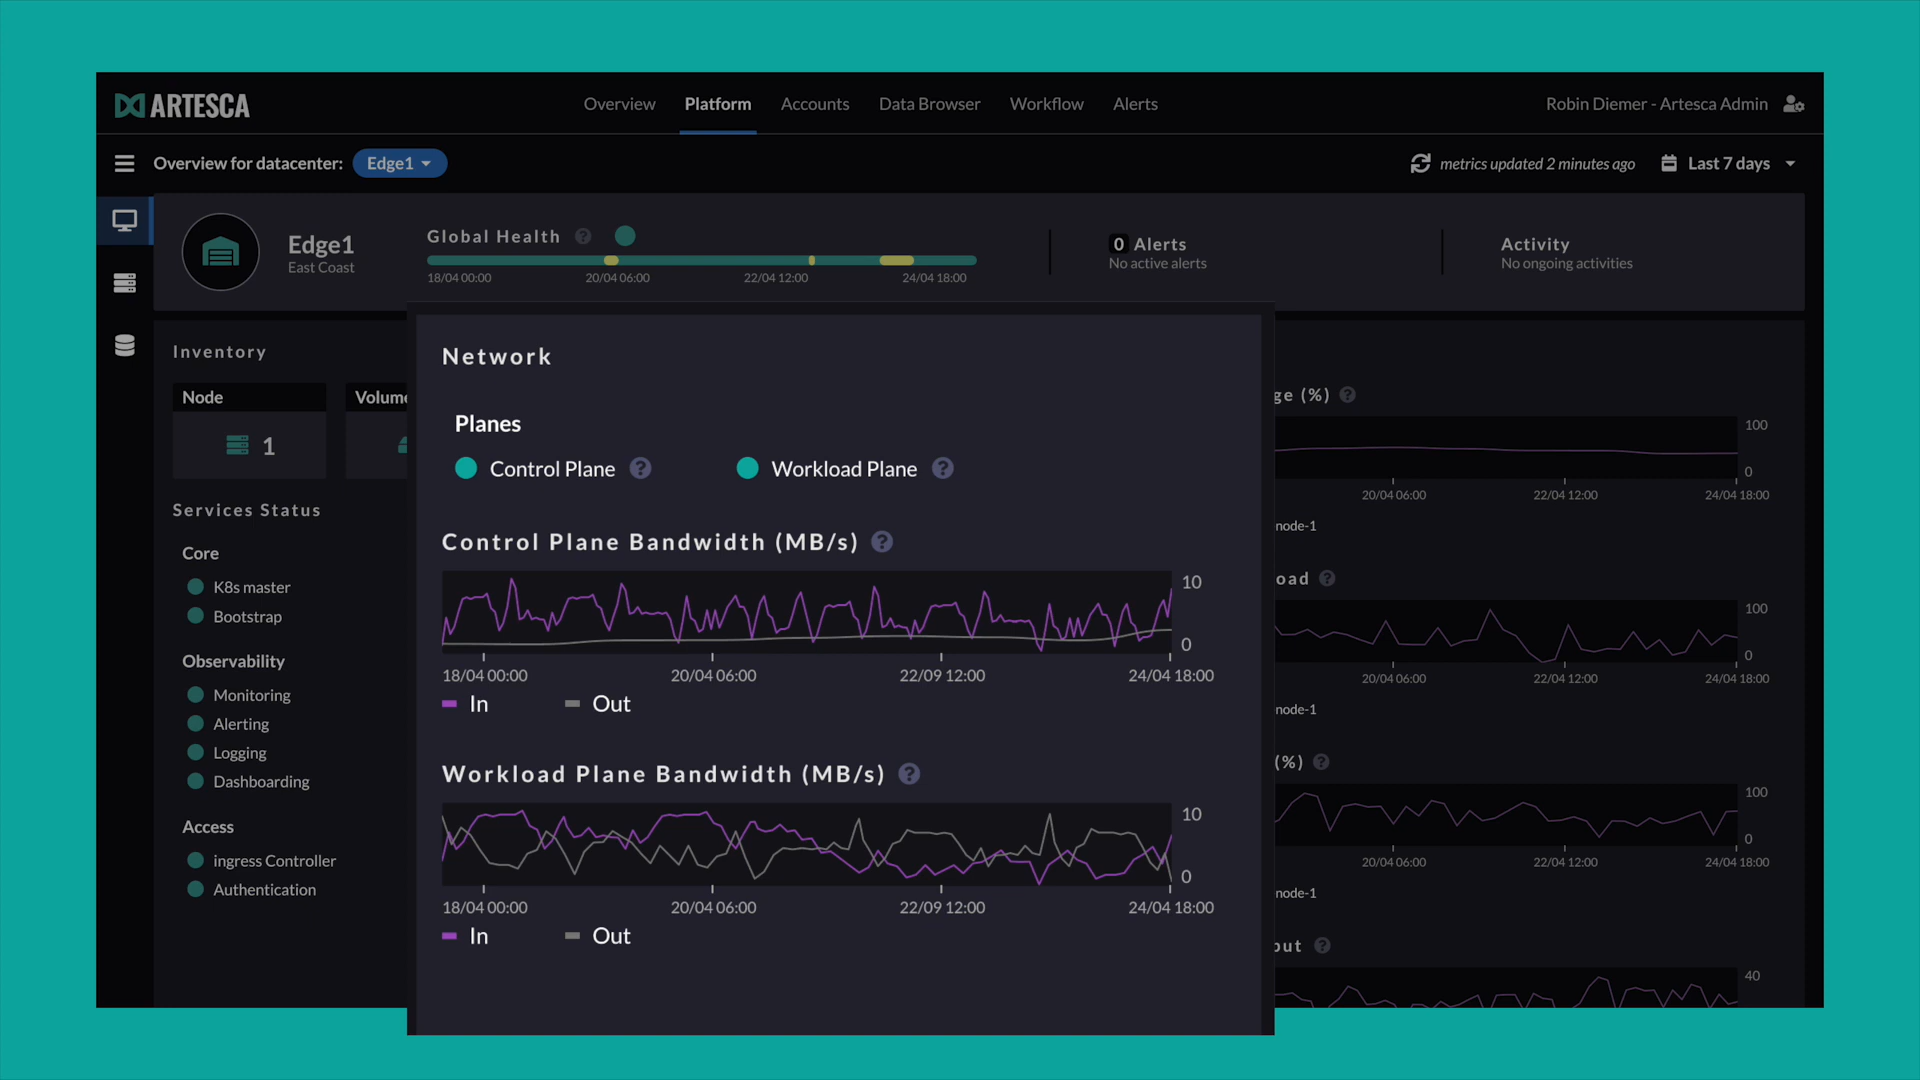 ARTESCA
Overview Platform Accounts Data Browser Workflow Alerts
Robin Diemer - Artesca Admin
Overview for datacenter: Edge1
metrics updated 2 minutes ago Last 7 days
Edge1
East Coast
Global Health ?
18/04 00:00 20/04 06:00 22/04 12:00 24/04 18:00
0 Alerts
No active alerts
Activity
No ongoing activities
Inventory
Node
1
Volume
Services Status
Core
K8s master
Bootstrap
Observability
Monitoring
Alerting
Logging
Dashboarding
Access
ingress Controller
Authentication
Network
Planes
Control Plane ? Workload Plane ?
Control Plane Bandwidth (MB/s) ?
10
0
18/04 00:00 20/04 06:00 22/09 12:00 24/04 18:00
In Out
Workload Plane Bandwidth (MB/s) ?
10
0
18/04 00:00 20/04 06:00 22/09 12:00 24/04 18:00
In Out
ge (%) ?
100
0
20/04 06:00 22/04 12:00 24/04 18:00
node-1
oad ?
100
0
20/04 06:00 22/04 12:00 24/04 18:00
node-1
(%) ?
100
0
20/04 06:00 22/04 12:00 24/04 18:00
node-1
out ?
40